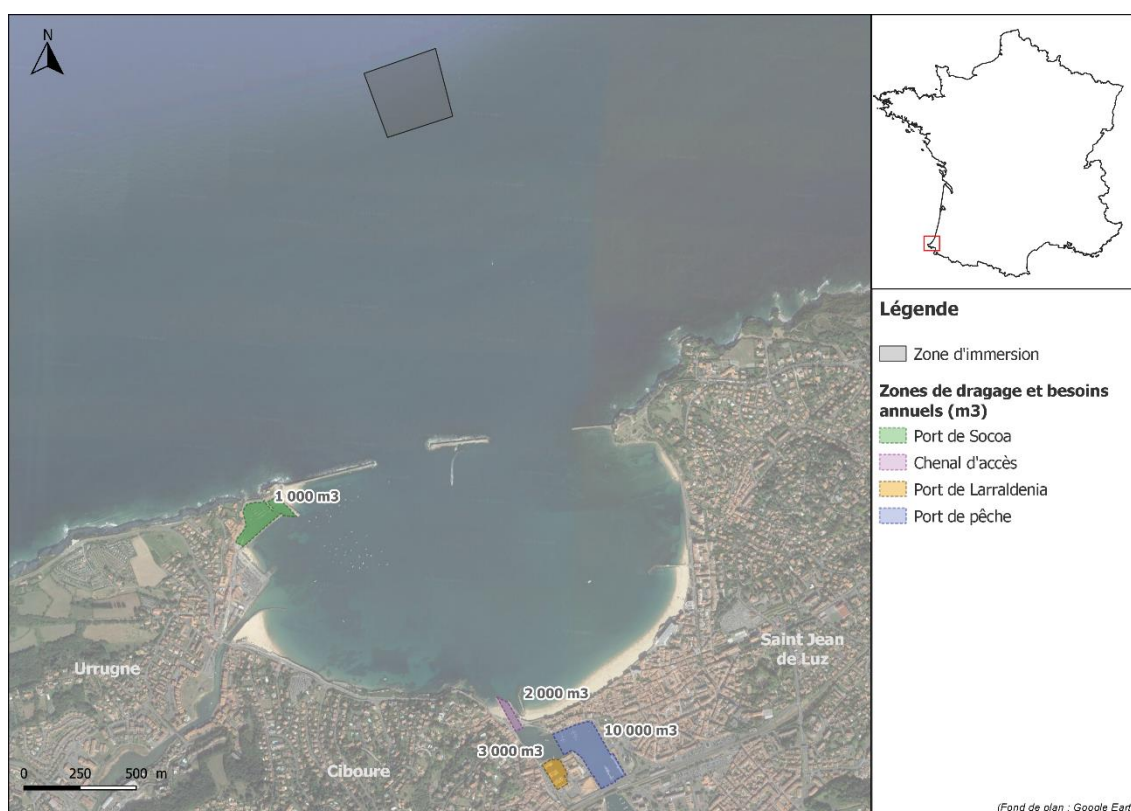 N
1 000 m3
Urrugne
Saint Jean
de Luz
2 000 m3
10 000 m3
3 000 m3
Ciboure
0 250 500 m
Légende
Zone d'immersion
Zones de dragage et besoins
annuels (m3)
Port de Socoa
Chenal d'accès
Port de Larraldenia
Port de pêche
(Fond de plan : Google Eart